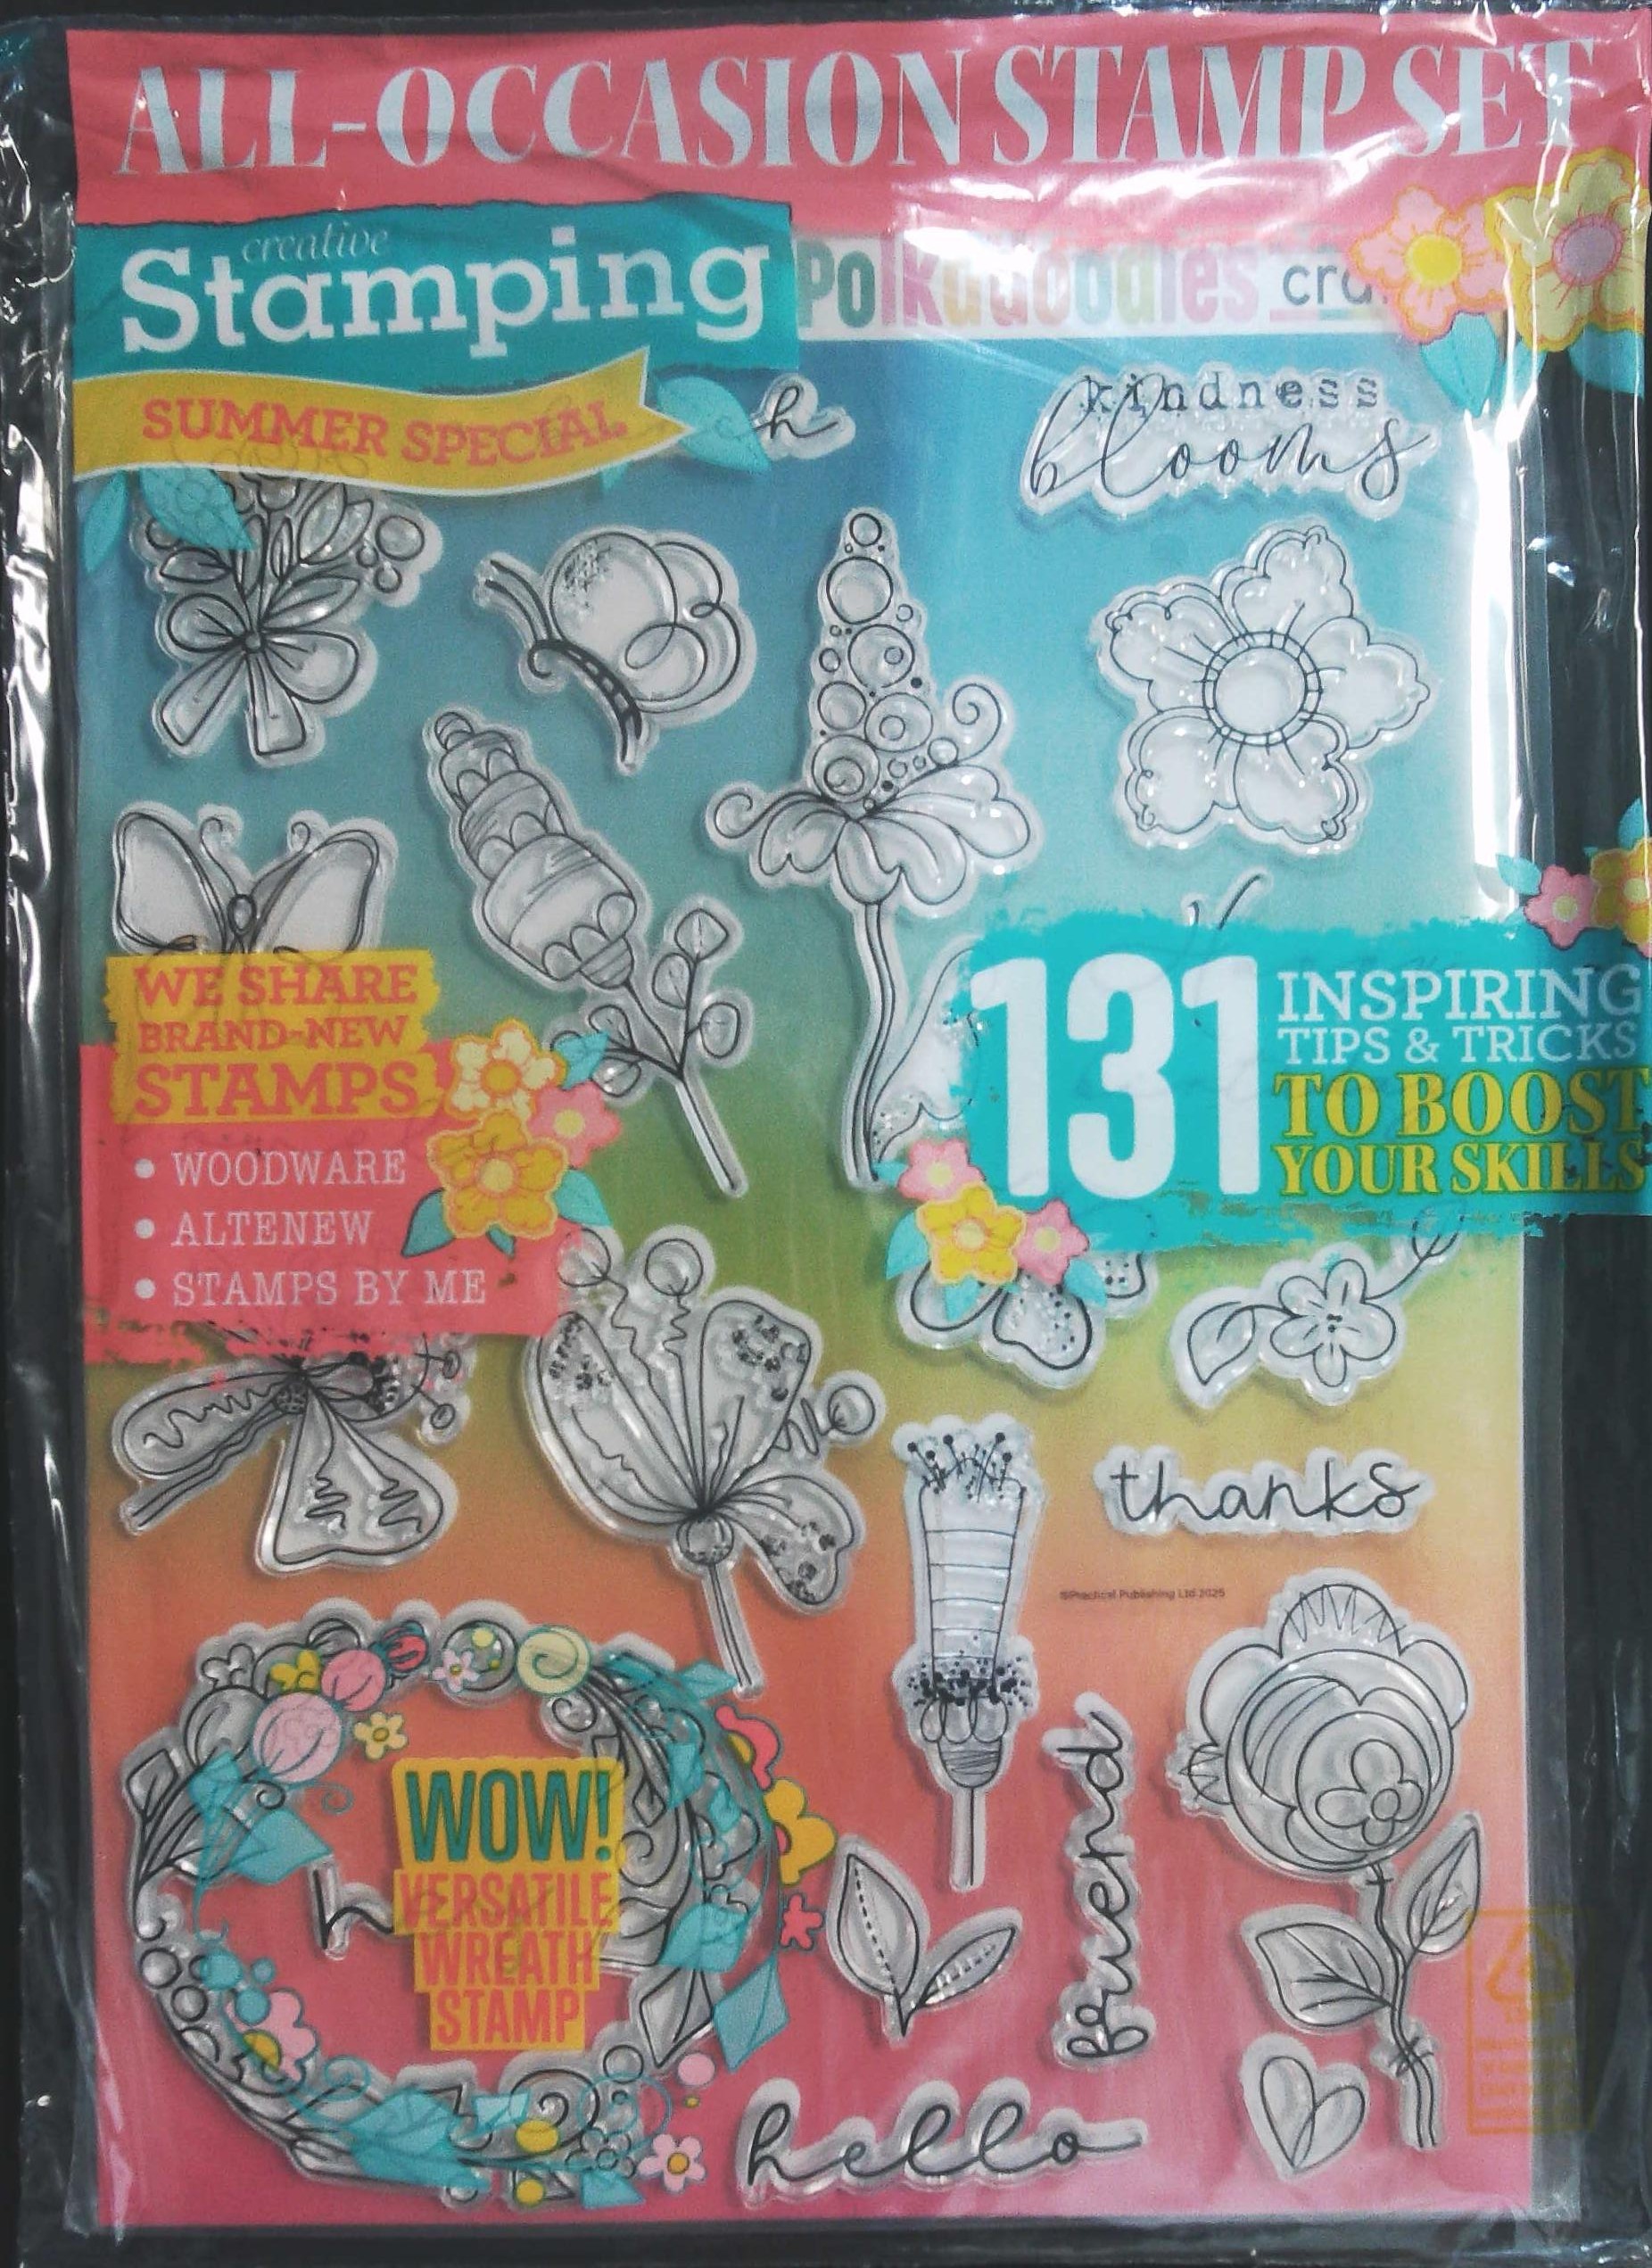 ALL-OCCASION STAMP SET
creative
Stamping
Polkadoodles
SUMMER SPECIAL
h
kindness
blooms
WE SHARE
BRAND-NEW
STAMPS
• WOODWARE
• ALTENEW
• STAMPS BY ME
131
INSPIRING
TIPS & TRICKS
TO BOOST
YOUR SKILLS
thanks
©Practical Publishing Ltd 2025
WOW!
VERSATILE
WREATH
STAMP
friend
hello